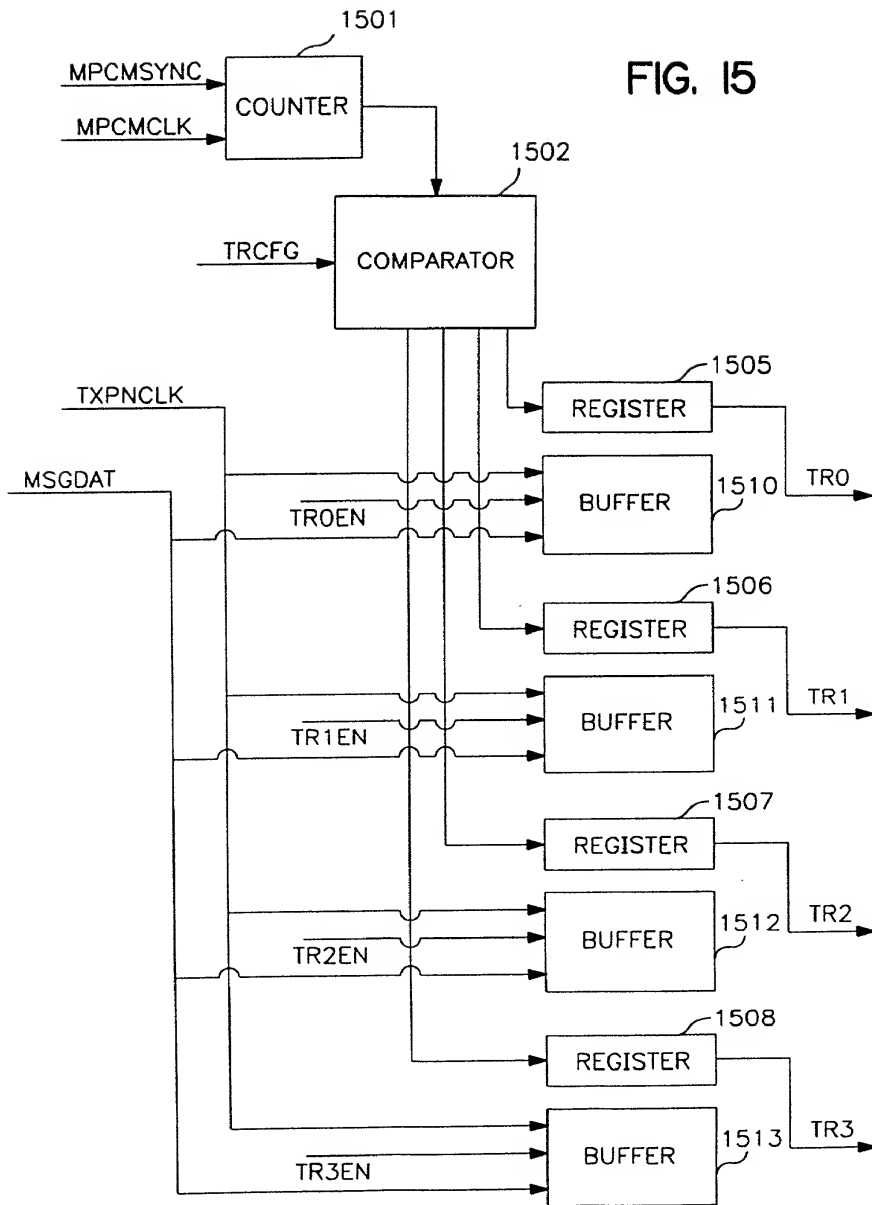 1501
MPCMSYNC
FIG. 15
COUNTER
MPCMCLK
1502
TRCFG
COMPARATOR
1505
TXPNCLK
REGISTER
MSGDAT
1510
TR0
BUFFER
TR0EN
1506
REGISTER
1511
TR1
BUFFER
TR1EN
1507
REGISTER
1512
TR2
BUFFER
TR2EN
1508
REGISTER
1513
TR3
BUFFER
TR3EN